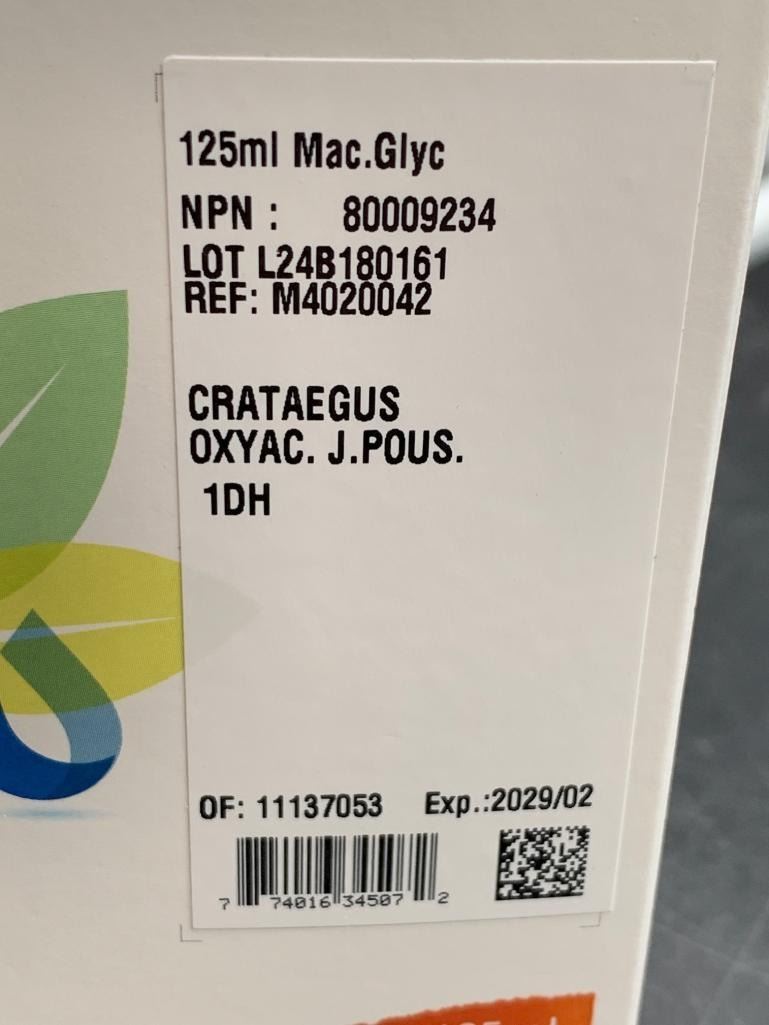 125ml Mac.Glyc
NPN : 80009234
LOT L24B180161
REF: M4020042
CRATAEGUS
OXYAC. J.POUS.
1DH
OF: 11137053 Exp.:2029/02
7 74016 34507 2